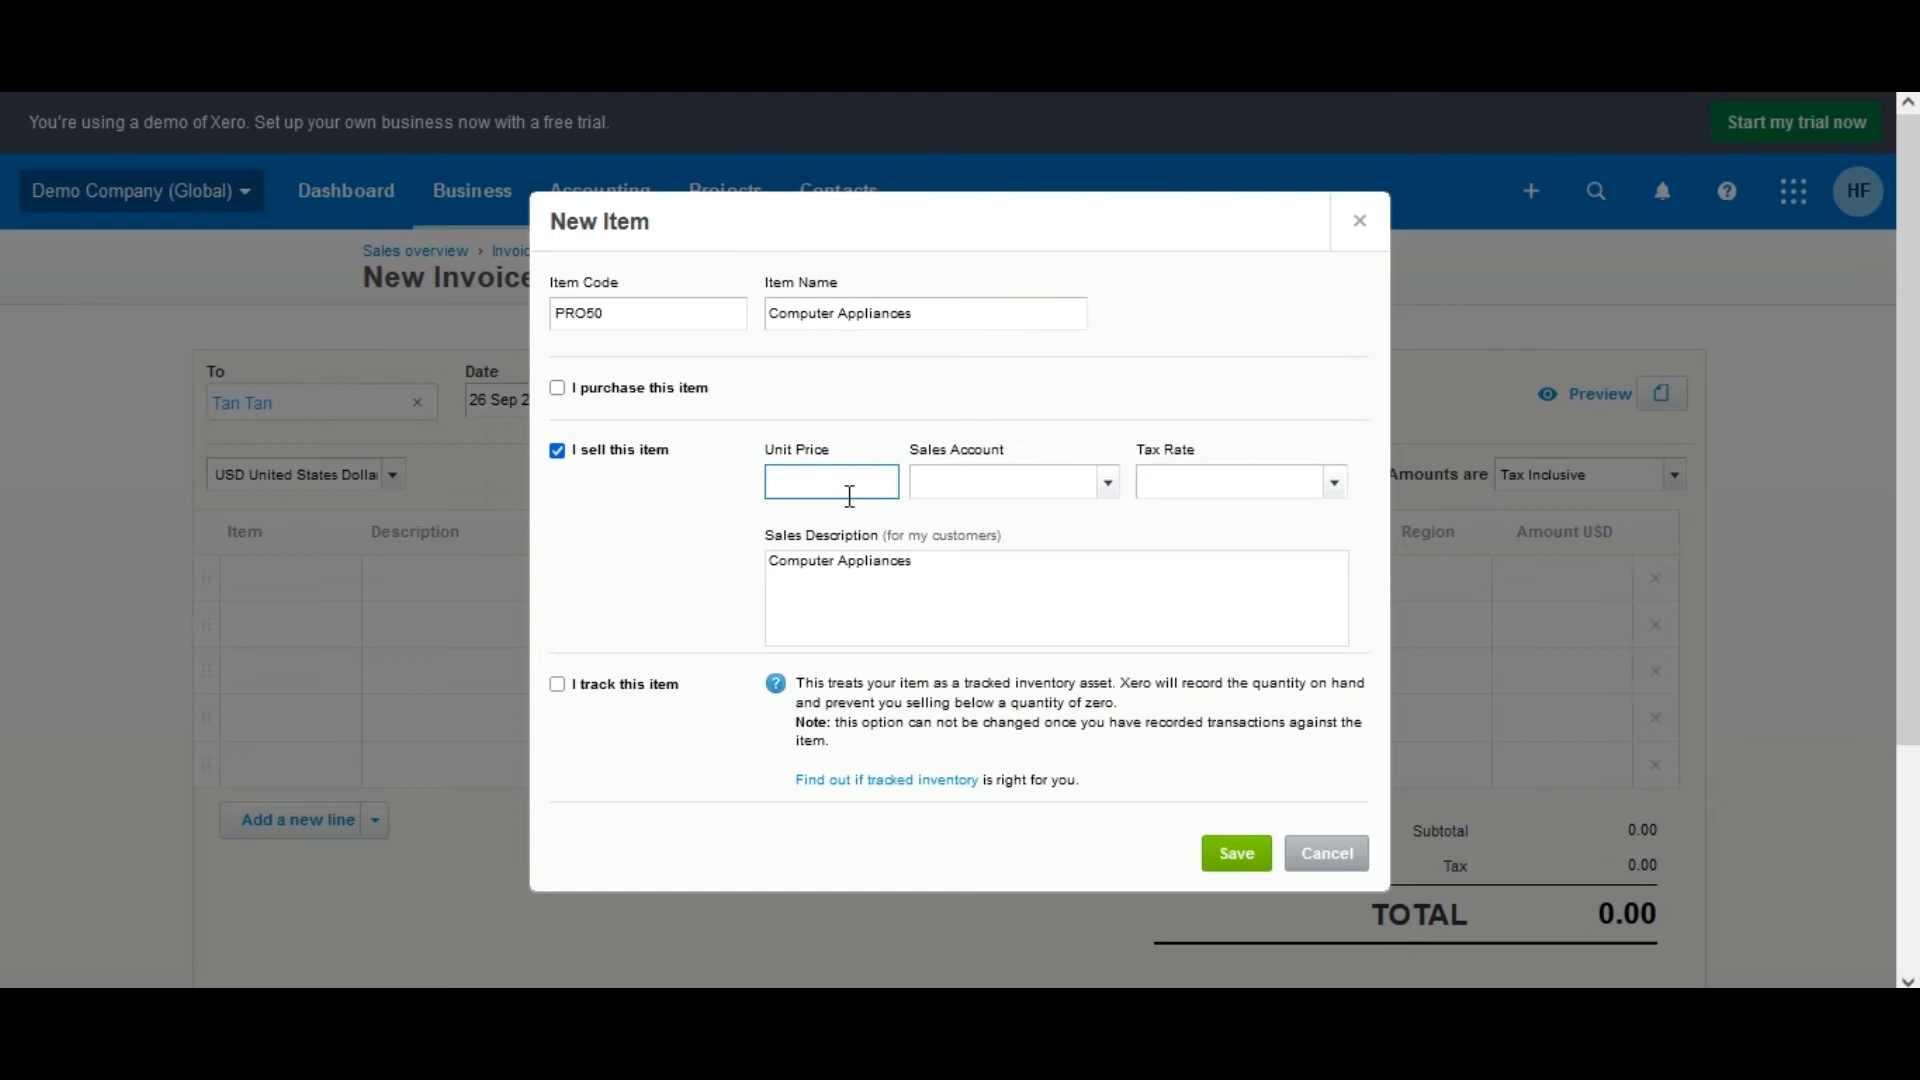 You're using a demo of Xero. Set up your own business now with a free trial.
Start my trial now
Demo Company (Global)
Dashboard
Business
Accounting
Projects
Contacts
HF
Sales overview › Invoic
New Invoice
New Item
Item Code
Item Name
PRO50
Computer Appliances
To
Date
Tan Tan
26 Sep 2
Preview
I purchase this item
I sell this item
Unit Price
Sales Account
Tax Rate
USD United States Dolla
Amounts are
Tax Inclusive
Item
Description
Region
Amount USD
Sales Description (for my customers)
Computer Appliances
I track this item
This treats your item as a tracked inventory asset. Xero will record the quantity on hand
and prevent you selling below a quantity of zero.
Note: this option can not be changed once you have recorded transactions against the
item.
Find out if tracked inventory is right for you.
Add a new line
Save
Cancel
Subtotal
0.00
Tax
0.00
TOTAL
0.00